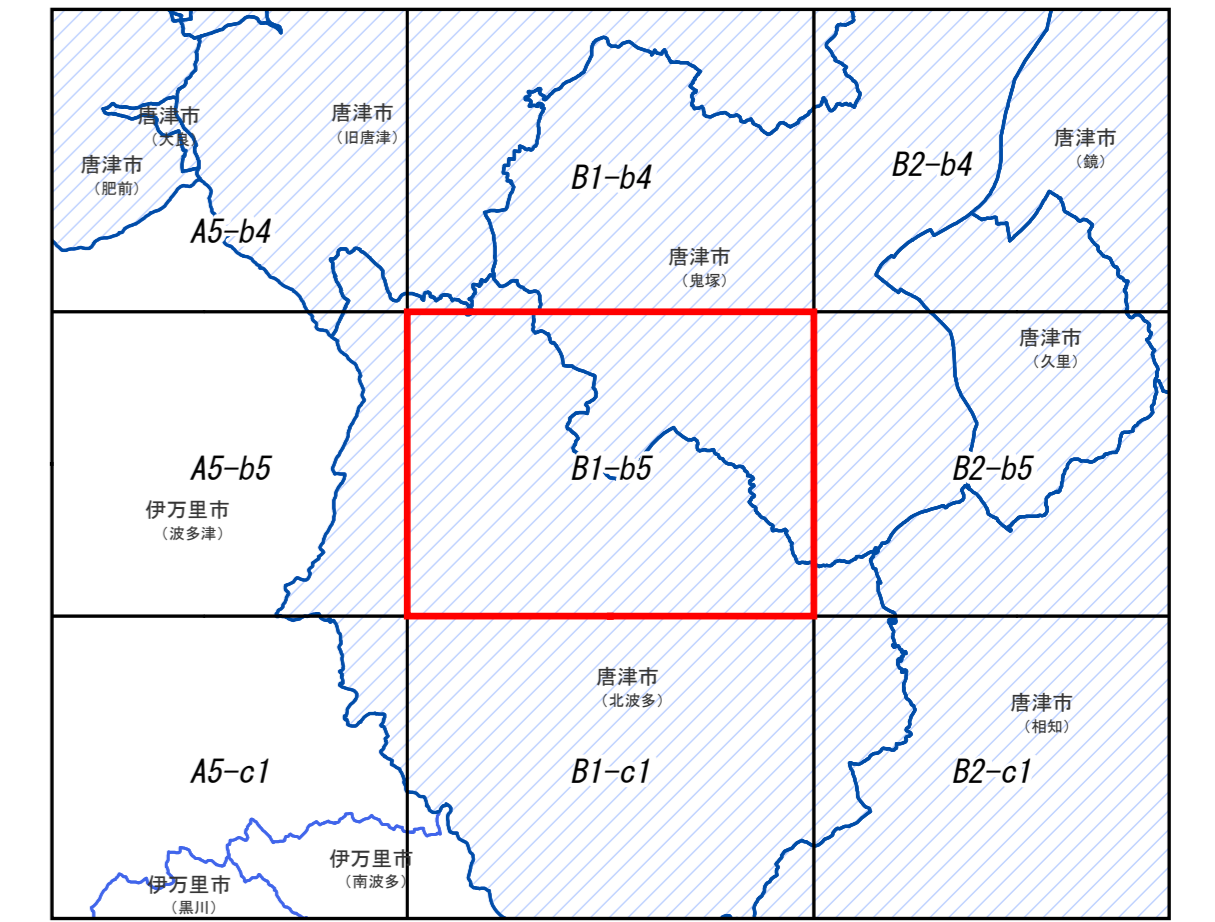 唐津市
（大良）
唐津市
（旧唐津）
唐津市
（肥前）
A5-b4
B1-b4
B2-b4
唐津市
（鏡）
唐津市
（鬼塚）
唐津市
（久里）
A5-b5
B1-b5
B2-b5
伊万里市
（波多津）
唐津市
（北波多）
唐津市
（相知）
A5-c1
B1-c1
B2-c1
伊万里市
（南波多）
伊万里市
（黒川）